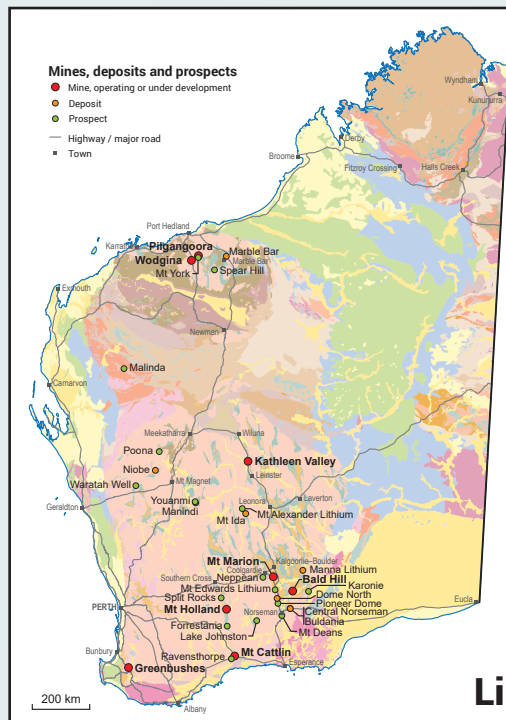 Mines, deposits and prospects
Mine, operating or under development
Deposit
Prospect
Highway / major road
Town
Wyndham
Kununurra
Derby
Broome
Fitzroy Crossing
Halls Creek
Port Hedland
Karratha
Pilgangoora
Marble Bar
Wodgina
Marble Bar
Mt York
Spear Hill
Exmouth
Newman
Malinda
Carnarvon
Meekatharra
Wiluna
Poona
Kathleen Valley
Niobe
Leinster
Waratah Well
Mt Magnet
Youanmi
Leonora
Laverton
Geraldton
Manindi
Mt Alexander Lithium
Mt Ida
Mt Marion
Kalgoorlie–Boulder
Coolgardie
Manna Lithium
Southern Cross
Neppean
Bald Hill
Mt Edwards Lithium
Karonie
Split Rocks
Dome North
PERTH
Mt Holland
Pioneer Dome
Eucla
Norseman
Central Norseman
Forrestania
Buldania
Lake Johnston
Mt Deans
Bunbury
Ravensthorpe
Mt Cattlin
Greenbushes
Esperance
Li
200 km
Albany